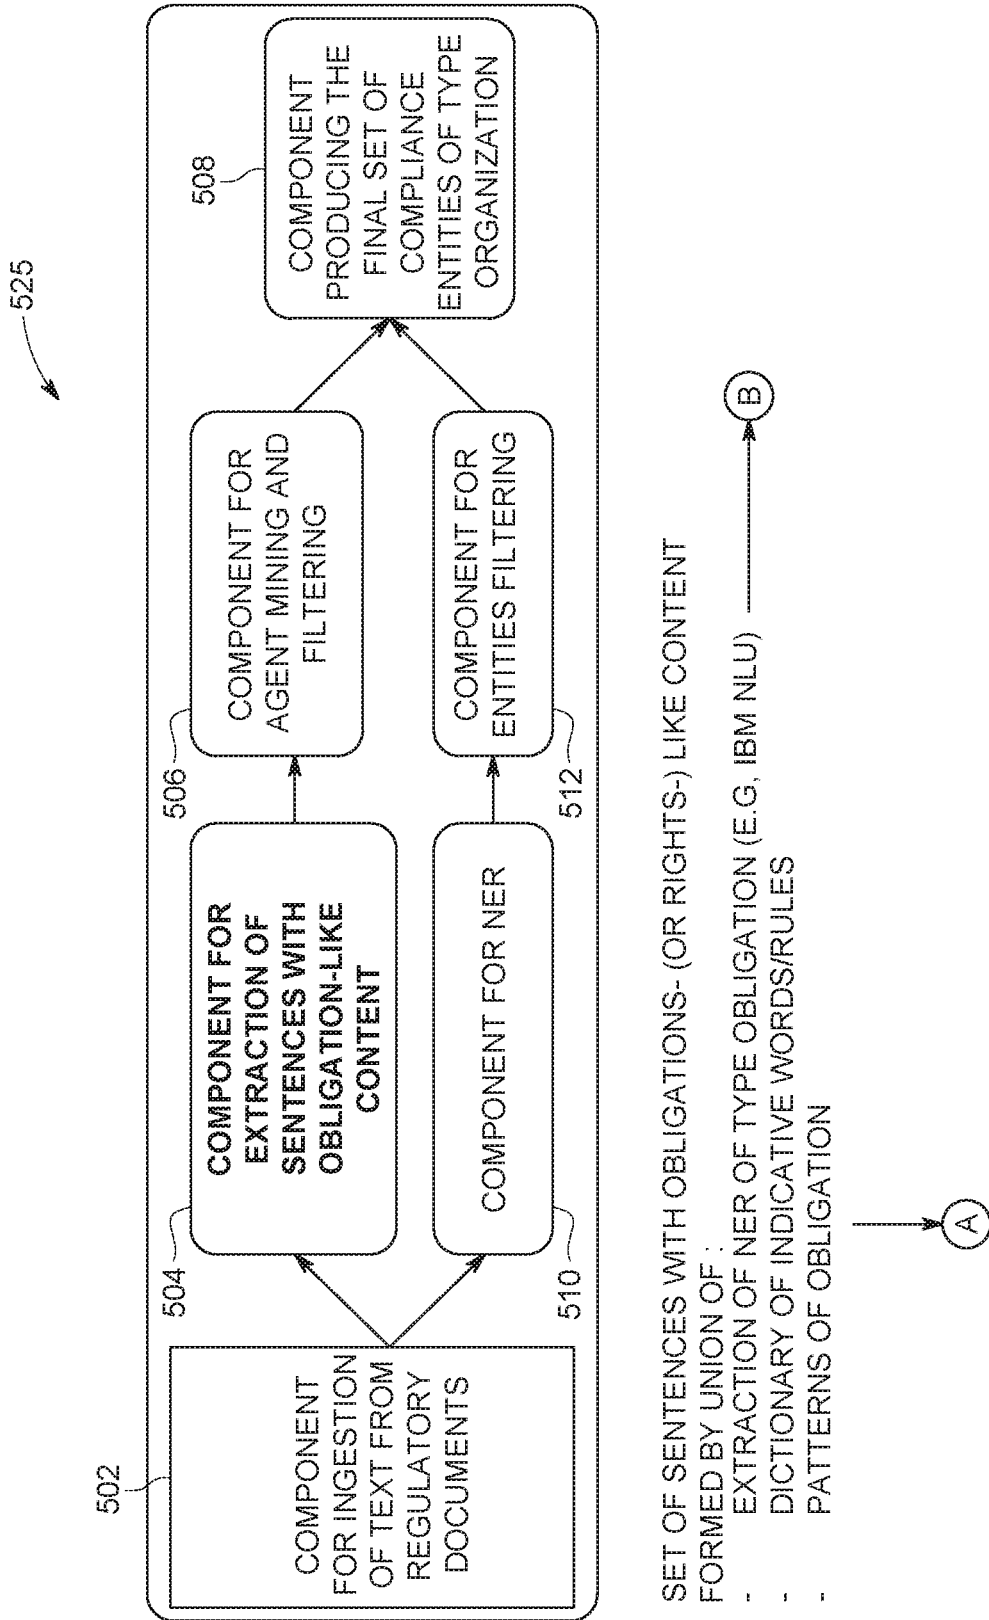 525
502
COMPONENT
FOR INGESTION
OF TEXT FROM
REGULATORY
DOCUMENTS
504
COMPONENT FOR
EXTRACTION OF
SENTENCES WITH
OBLIGATION-LIKE
CONTENT
506
COMPONENT FOR
AGENT MINING AND
FILTERING
508
COMPONENT
PRODUCING THE
FINAL SET OF
COMPLIANCE
ENTITIES OF TYPE
ORGANIZATION
510
COMPONENT FOR NER
512
COMPONENT FOR
ENTITIES FILTERING
SET OF SENTENCES WITH OBLIGATIONS- (OR RIGHTS-) LIKE CONTENT
FORMED BY UNION OF :
- EXTRACTION OF NER OF TYPE OBLIGATION (E.G, IBM NLU)
- DICTIONARY OF INDICATIVE WORDS/RULES
- PATTERNS OF OBLIGATION
B
A